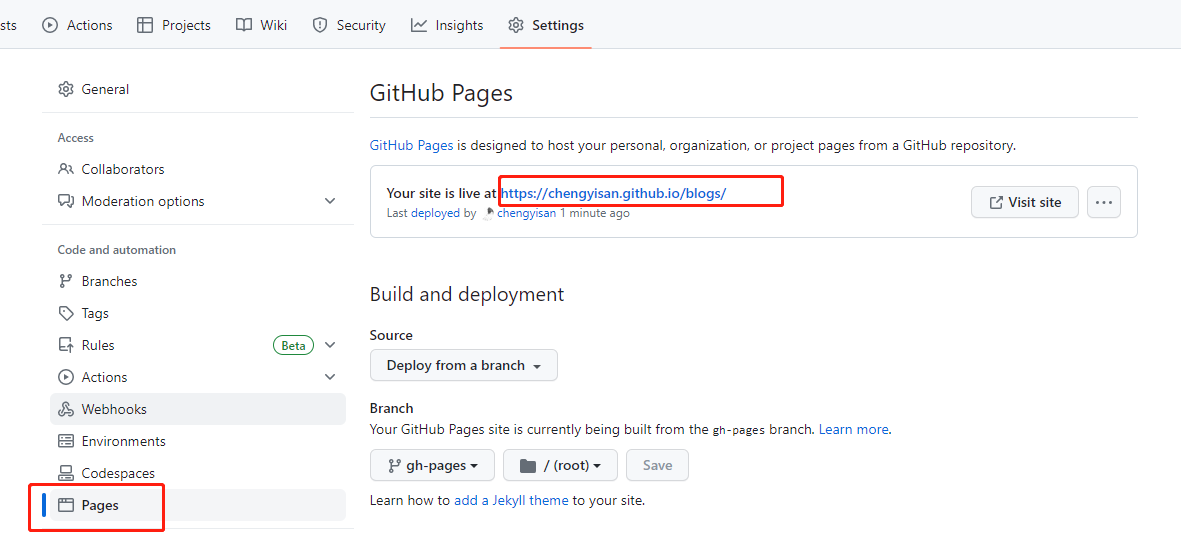 sts Actions Projects Wiki Security Insights Settings
General
Access
Collaborators
Moderation options
Code and automation
Branches
Tags
Rules Beta
Actions
Webhooks
Environments
Codespaces
Pages
GitHub Pages
GitHub Pages is designed to host your personal, organization, or project pages from a GitHub repository.
Your site is live at https://chengyisan.github.io/blogs/
Last deployed by chengyisan 1 minute ago
Visit site
Build and deployment
Source
Deploy from a branch
Branch
Your GitHub Pages site is currently being built from the gh-pages branch. Learn more.
gh-pages / (root) Save
Learn how to add a Jekyll theme to your site.